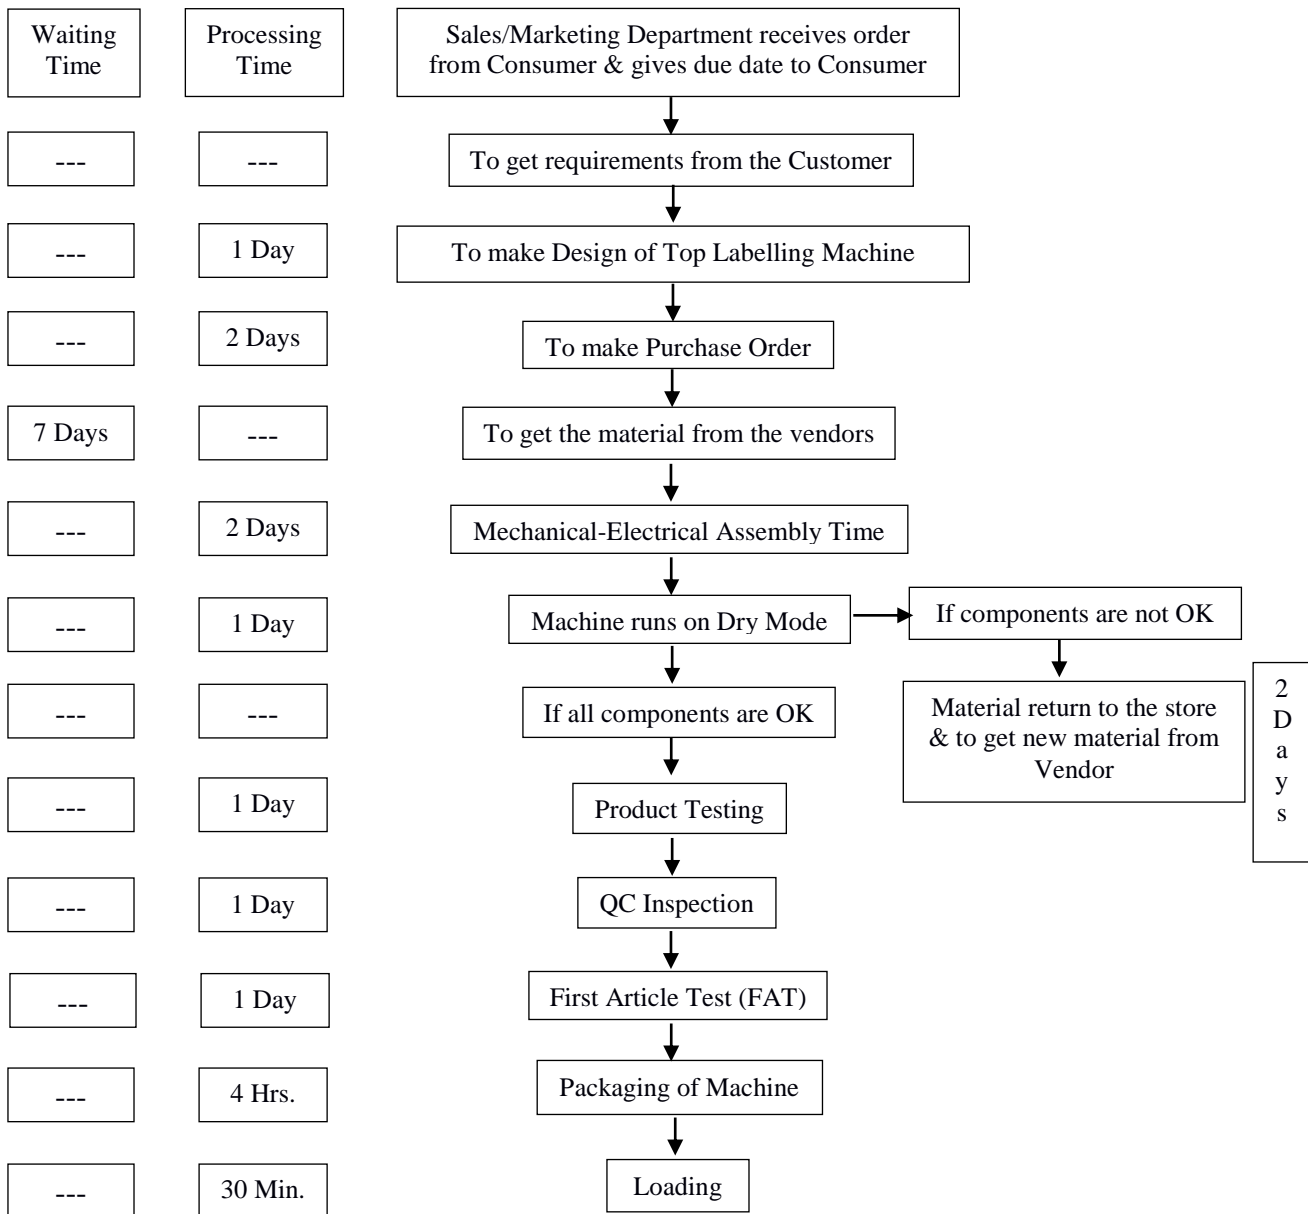 Waiting
Time
Processing
Time
Sales/Marketing Department receives order
from Consumer & gives due date to Consumer
---
---
To get requirements from the Customer
---
1 Day
To make Design of Top Labelling Machine
---
2 Days
To make Purchase Order
7 Days
---
To get the material from the vendors
---
2 Days
Mechanical-Electrical Assembly Time
---
1 Day
Machine runs on Dry Mode
If components are not OK
---
---
If all components are OK
Material return to the store
& to get new material from
Vendor
2
D
a
y
s
---
1 Day
Product Testing
---
1 Day
QC Inspection
---
1 Day
First Article Test (FAT)
---
4 Hrs.
Packaging of Machine
---
30 Min.
Loading